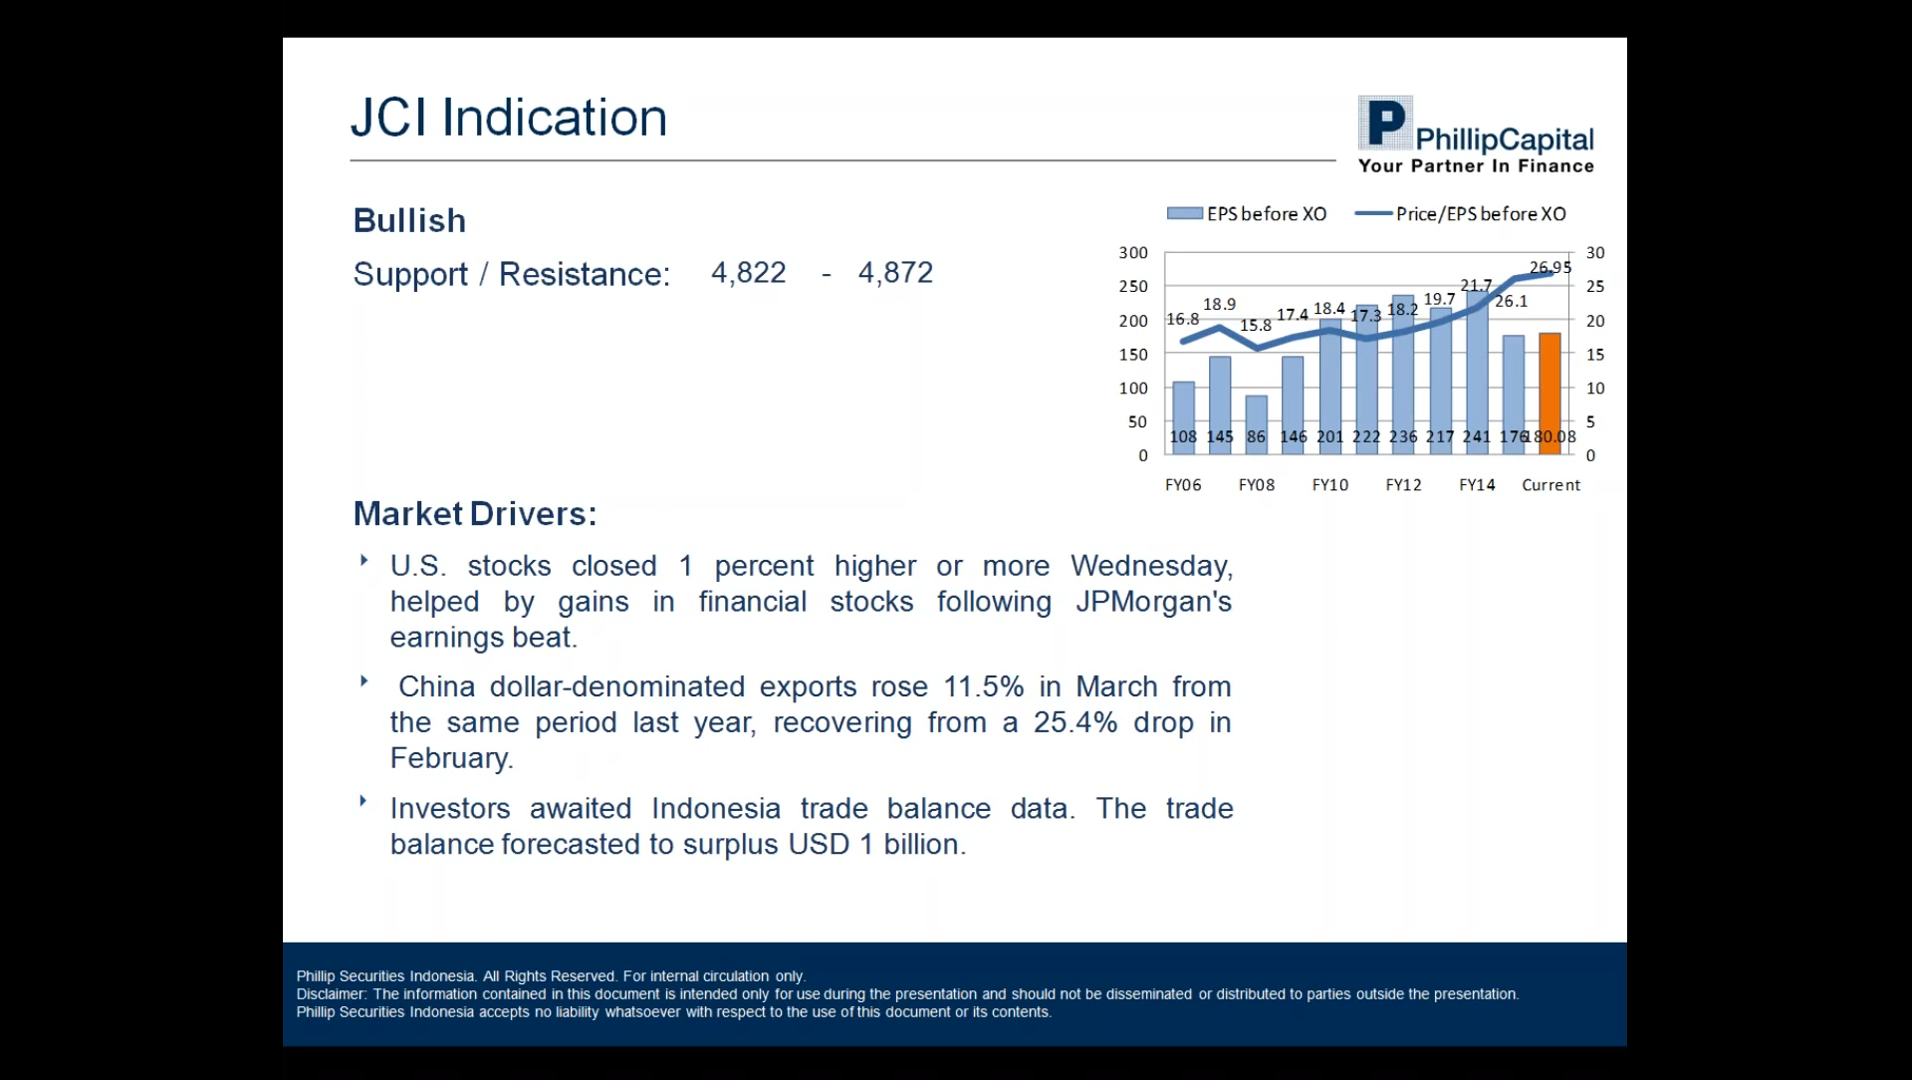 JCI Indication
P PhillipCapital
Your Partner In Finance
Bullish
Support / Resistance: 4,822 - 4,872
EPS before XO Price/EPS before XO
300 30
26.95
250 21.7 25
18.9 18.4 19.7 26.1
200 16.8 17.4 17.3 18.2 20
15.8
150 15
100 10
50 5
108 145 86 146 201 222 236 217 241 176 180.08
0 0
FY06 FY08 FY10 FY12 FY14 Current
Market Drivers:
U.S. stocks closed 1 percent higher or more Wednesday,
helped by gains in financial stocks following JPMorgan's
earnings beat.
China dollar-denominated exports rose 11.5% in March from
the same period last year, recovering from a 25.4% drop in
February.
Investors awaited Indonesia trade balance data. The trade
balance forecasted to surplus USD 1 billion.
Phillip Securities Indonesia. All Rights Reserved. For internal circulation only.
Disclaimer: The information contained in this document is intended only for use during the presentation and should not be disseminated or distributed to parties outside the presentation.
Phillip Securities Indonesia accepts no liability whatsoever with respect to the use of this document or its contents.